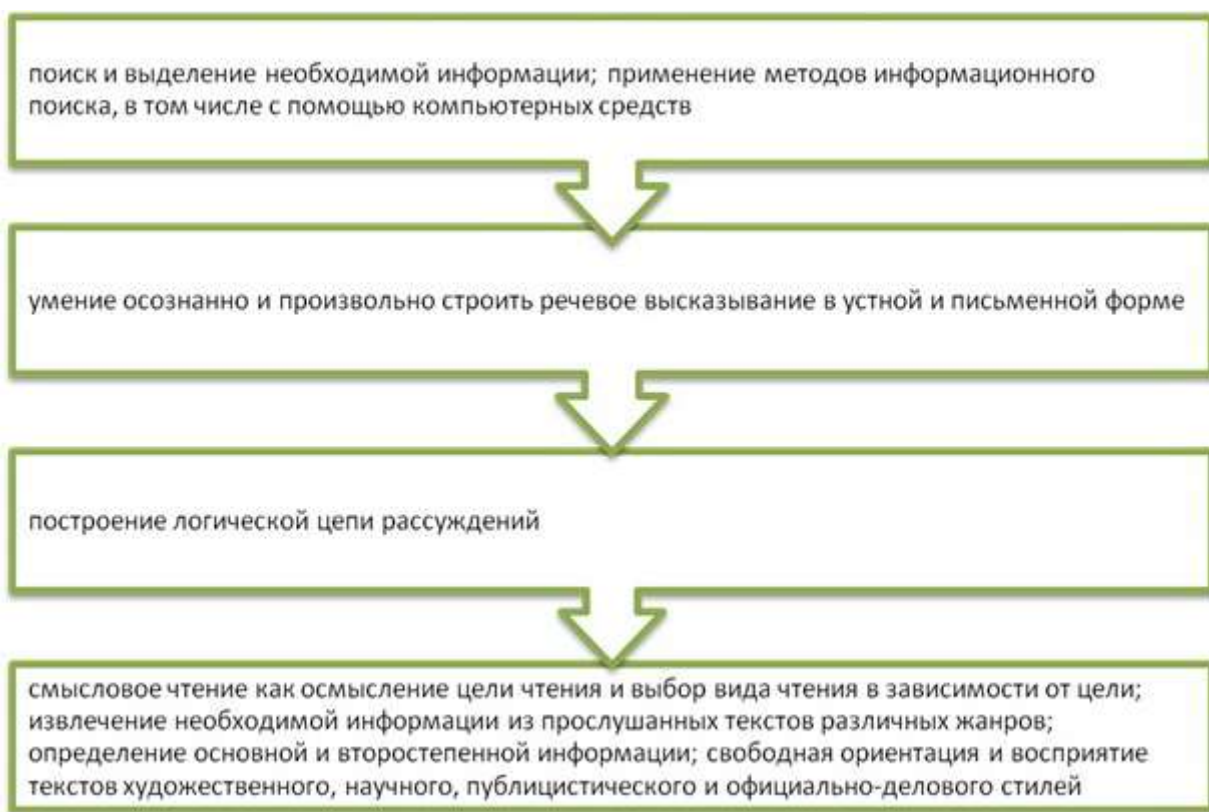 поиск и выделение необходимой информации; применение методов информационного
поиска, в том числе с помощью компьютерных средств
умение осознанно и произвольно строить речевое высказывание в устной и письменной форме
построение логической цепи рассуждений
смысловое чтение как осмысление цели чтения и выбор вида чтения в зависимости от цели;
извлечение необходимой информации из прослушанных текстов различных жанров;
определение основной и второстепенной информации; свободная ориентация и восприятие
текстов художественного, научного, публицистического и официально-делового стилей